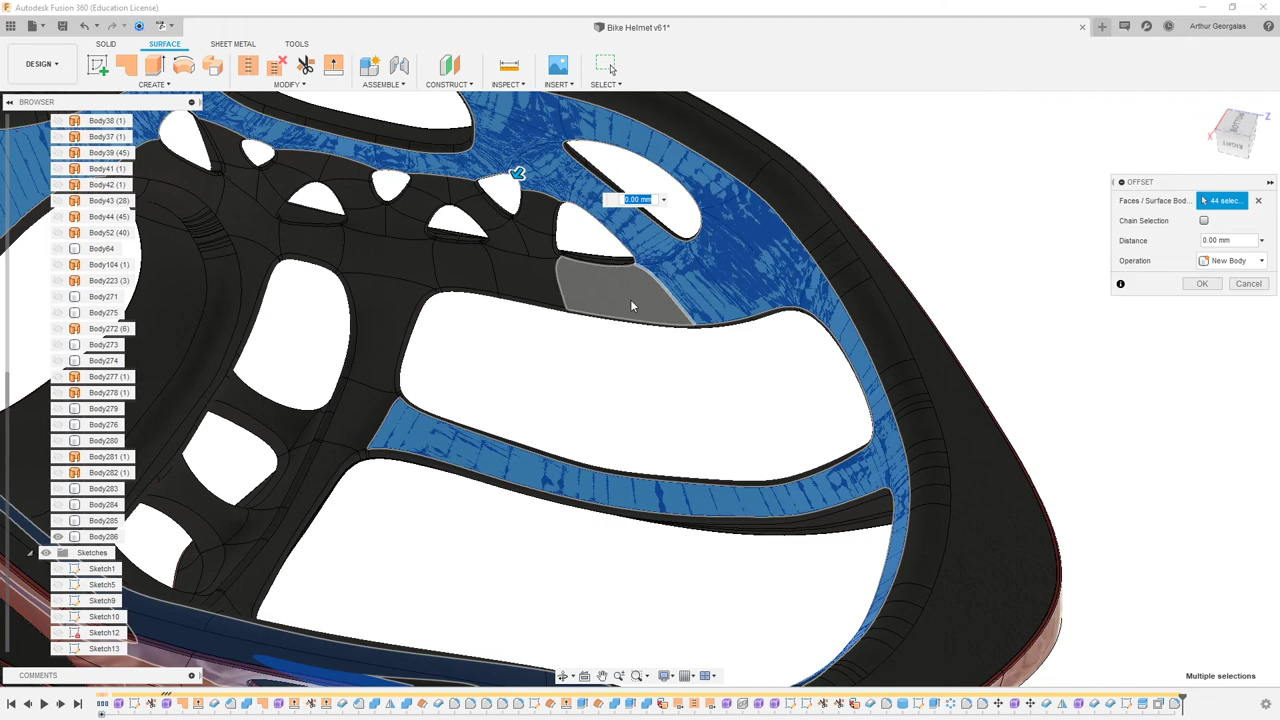 Autodesk Fusion 360 (Education License)
Bike Helmet v61*
Arthur Georgalas
DESIGN
SOLID SURFACE SHEET METAL TOOLS
CREATE MODIFY ASSEMBLE CONSTRUCT INSPECT INSERT SELECT
BROWSER
Body38 (1)
Body37 (1)
Body39 (45)
Body41 (1)
Body42 (1)
Body43 (28)
Body44 (45)
Body52 (40)
Body64
Body104 (1)
Body223 (3)
Body271
Body275
Body272 (6)
Body273
Body274
Body277 (1)
Body278 (1)
Body279
Body276
Body280
Body281 (1)
Body282 (1)
Body283
Body284
Body285
Body286
Sketches
Sketch1
Sketch5
Sketch9
Sketch10
Sketch12
Sketch13
COMMENTS
0.00 mm
RIGHT
Z
X
OFFSET
Faces / Surface Bod... 44 selec...
Chain Selection
Distance 0.00 mm
Operation New Body
OK Cancel
Multiple selections